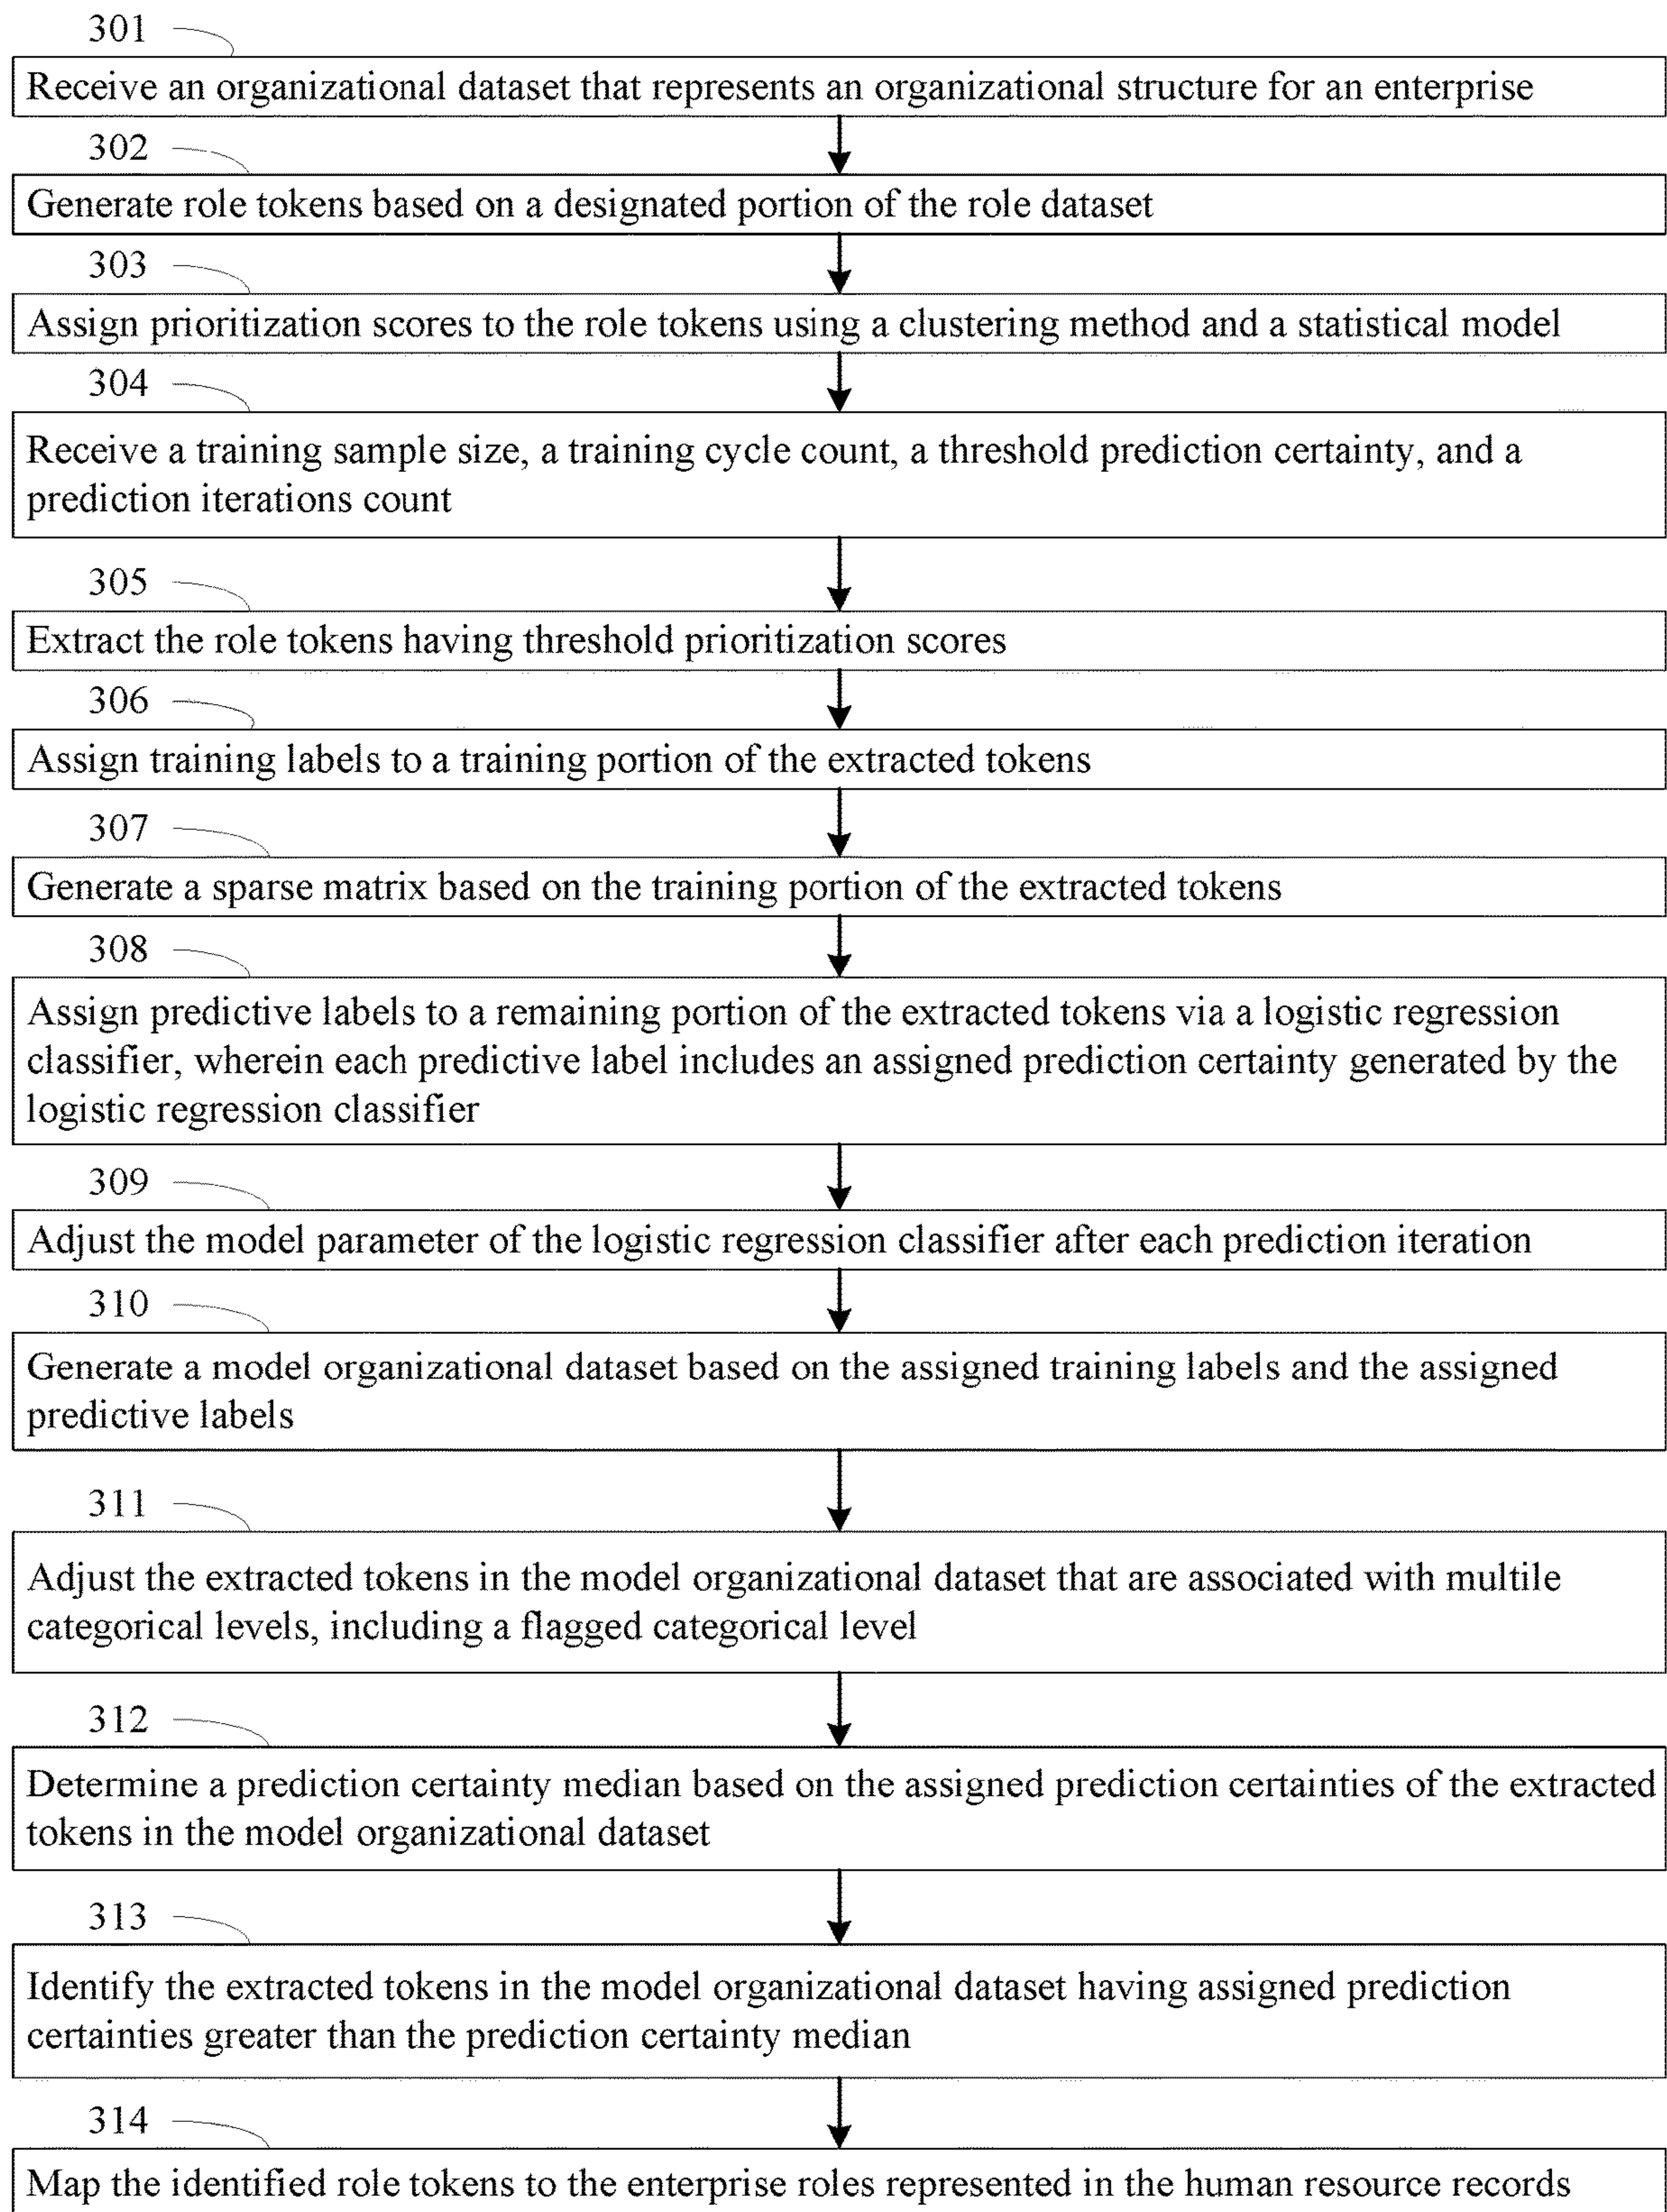 301
Receive an organizational dataset that represents an organizational structure for an enterprise
302
Generate role tokens based on a designated portion of the role dataset
303
Assign prioritization scores to the role tokens using a clustering method and a statistical model
304
Receive a training sample size, a training cycle count, a threshold prediction certainty, and a
prediction iterations count
305
Extract the role tokens having threshold prioritization scores
306
Assign training labels to a training portion of the extracted tokens
307
Generate a sparse matrix based on the training portion of the extracted tokens
308
Assign predictive labels to a remaining portion of the extracted tokens via a logistic regression
classifier, wherein each predictive label includes an assigned prediction certainty generated by the
logistic regression classifier
309
Adjust the model parameter of the logistic regression classifier after each prediction iteration
310
Generate a model organizational dataset based on the assigned training labels and the assigned
predictive labels
311
Adjust the extracted tokens in the model organizational dataset that are associated with multile
categorical levels, including a flagged categorical level
312
Determine a prediction certainty median based on the assigned prediction certainties of the extracted
tokens in the model organizational dataset
313
Identify the extracted tokens in the model organizational dataset having assigned prediction
certainties greater than the prediction certainty median
314
Map the identified role tokens to the enterprise roles represented in the human resource records